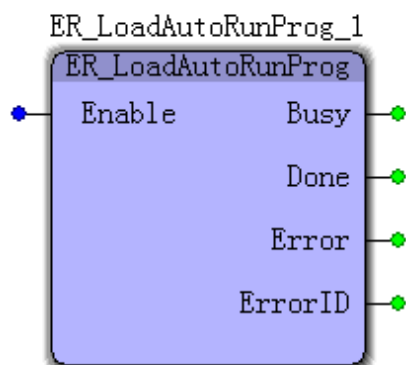 ER_LoadAutoRunProg_1
ER_LoadAutoRunProg
Enable Busy
Done
Error
ErrorID